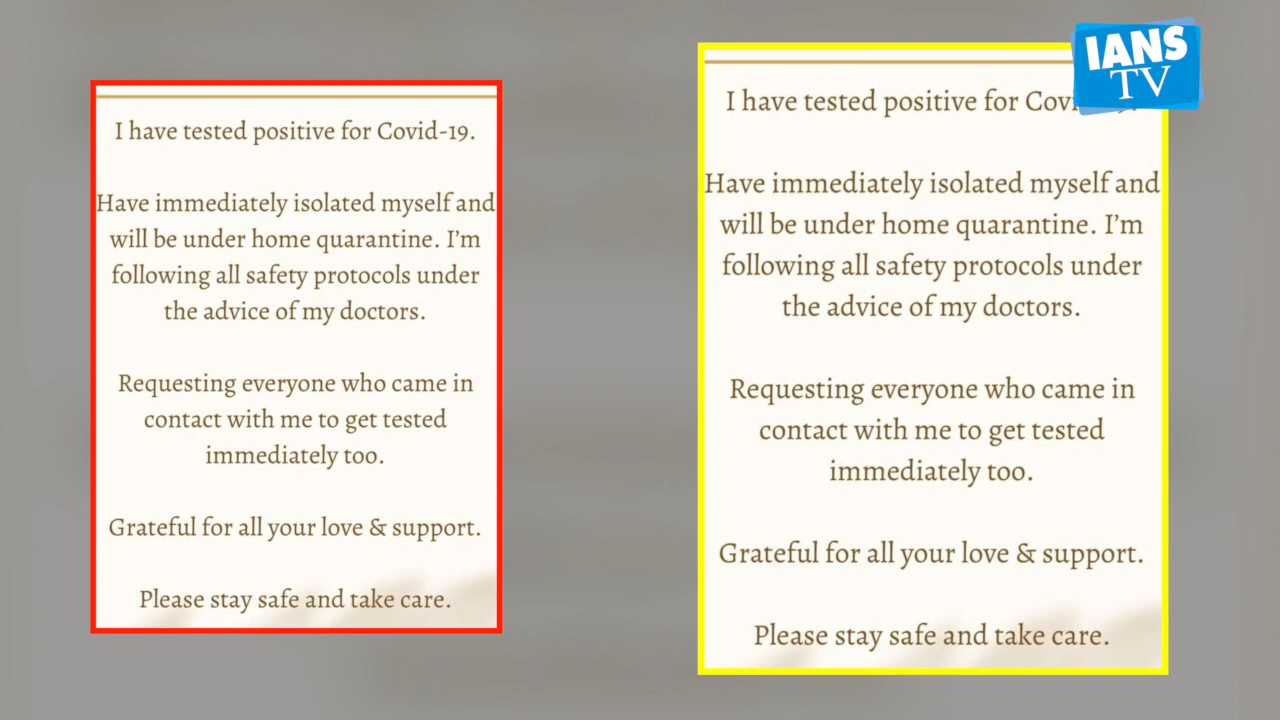 I have tested positive for Covid-19.
Have immediately isolated myself and
will be under home quarantine. I'm
following all safety protocols under
the advice of my doctors.
Requesting everyone who came in
contact with me to get tested
immediately too.
Grateful for all your love & support.
Please stay safe and take care.
IANS
TV
I have tested positive for
Have immediately isolated myself and
will be under home quarantine. I'm
following all safety protocols under
the advice of my doctors.
Requesting everyone who came in
contact with me to get tested
immediately too.
Grateful for all your love & support.
Please stay safe and take care.